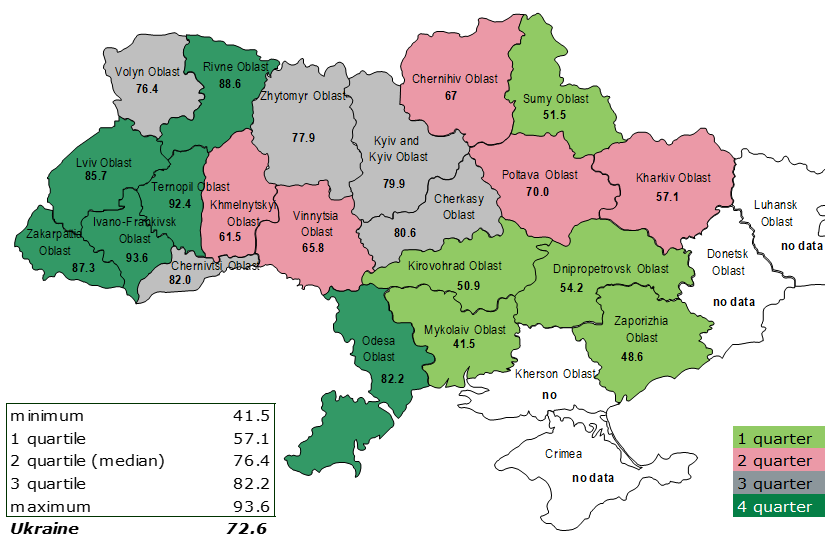 Volyn Oblast
76.4
Rivne Oblast
88.6
Zhytomyr Oblast
77.9
Chernihiv Oblast
67
Sumy Oblast
51.5
Kyiv and
Kyiv Oblast
79.9
Lviv Oblast
85.7
Ternopil Oblast
92.4
Khmelnytskyi
Oblast
61.5
Ivano-Frankivsk
Oblast
93.6
Zakarpattia
Oblast
87.3
Chernivtsi Oblast
82.0
Vinnytsia
Oblast
65.8
Cherkasy
Oblast
80.6
Poltava Oblast
70.0
Kharkiv Oblast
57.1
Luhansk
Oblast
no data
Donetsk
Oblast
no data
Kirovohrad Oblast
50.9
Dnipropetrovsk Oblast
54.2
Zaporizhia
Oblast
48.6
Mykolaiv Oblast
41.5
Odesa
Oblast
82.2
Kherson Oblast
no
Crimea
no data
minimum 41.5
1 quartile 57.1
2 quartile (median) 76.4
3 quartile 82.2
maximum 93.6
Ukraine 72.6
1 quarter
2 quarter
3 quarter
4 quarter